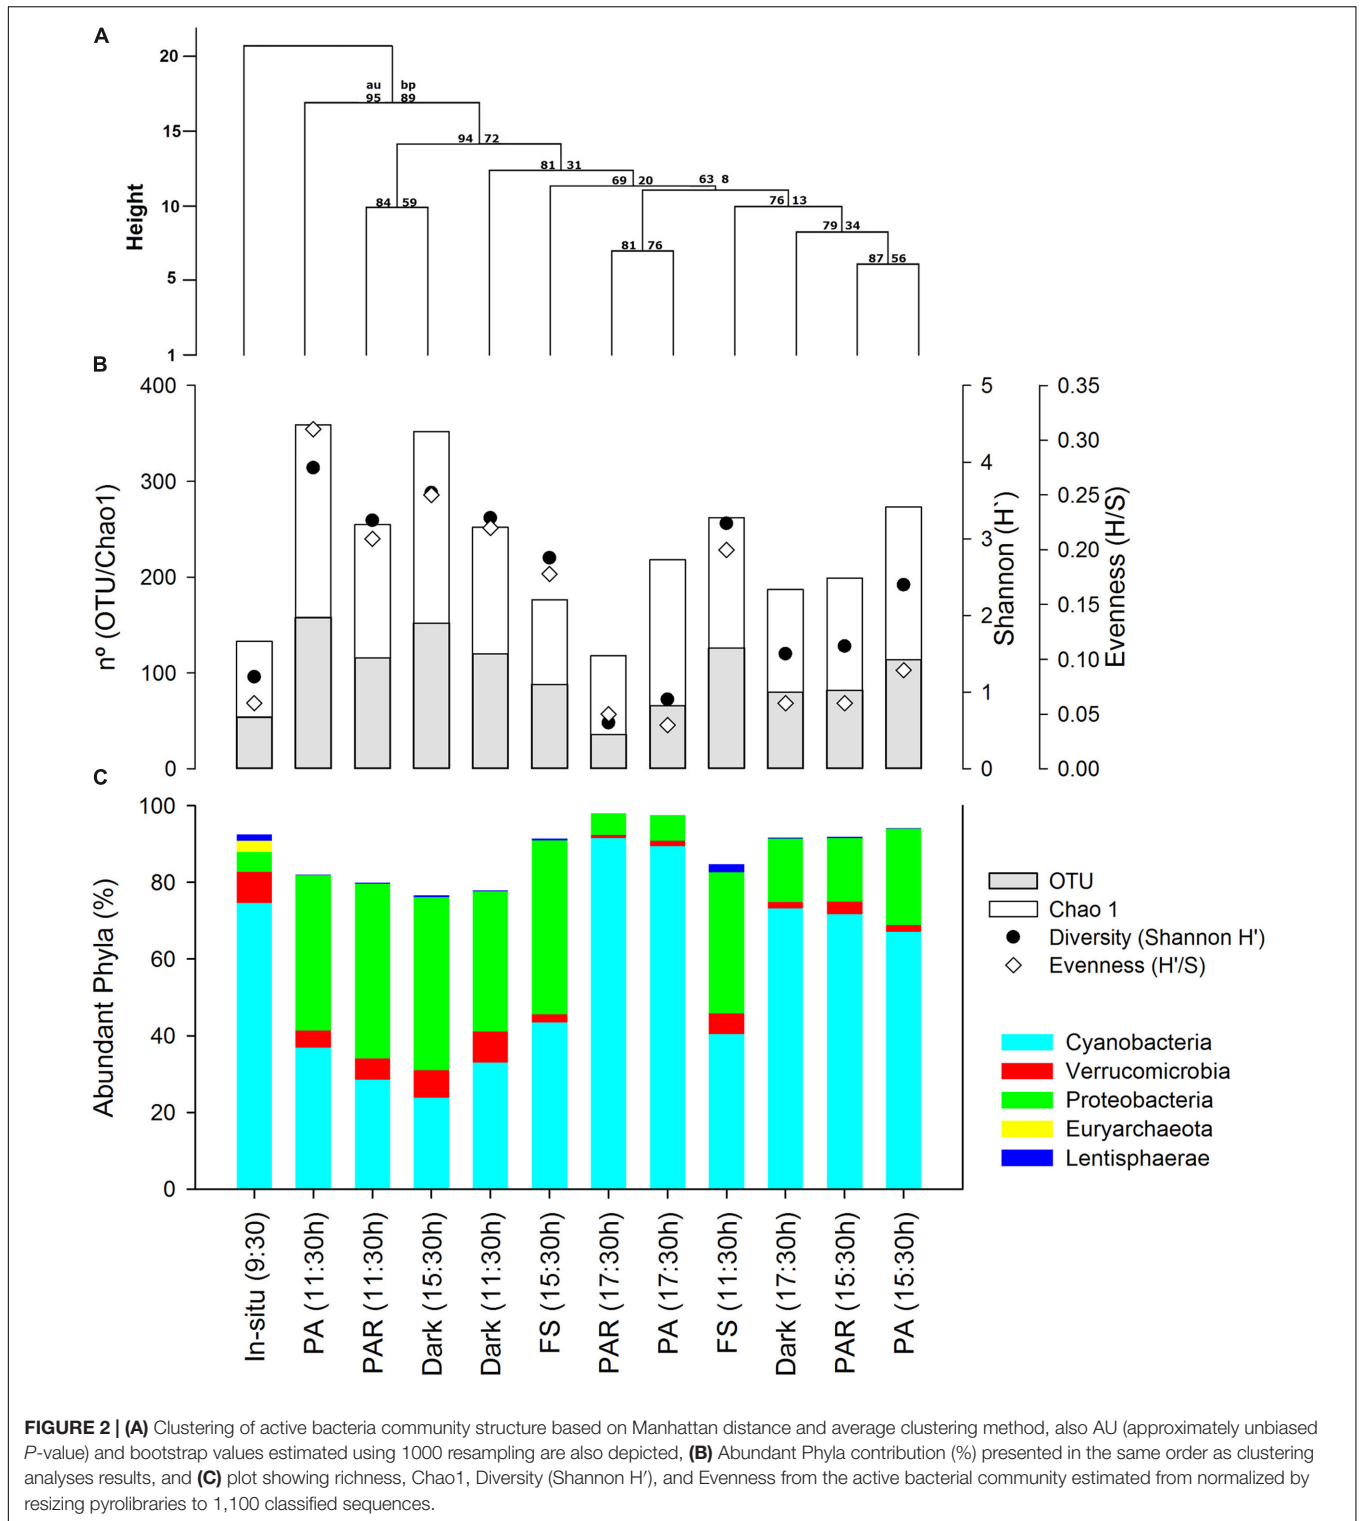 A
20
15
10
5
1
Height
au bp
95 89
94 72
81 31
69 20
63 8
84 59
76 13
81 76
79 34
87 56
B
400
300
200
100
0
nº (OTU/Chao1)
5
4
3
2
1
0
Shannon (H`)
0.35
0.30
0.25
0.20
0.15
0.10
0.05
0.00
Evenness (H/S)
C
100
80
60
40
20
0
Abundant Phyla (%)
OTU
Chao 1
Diversity (Shannon H')
Evenness (H'/S)
Cyanobacteria
Verrucomicrobia
Proteobacteria
Euryarchaeota
Lentisphaerae
In-situ (9:30)
PA (11:30h)
PAR (11:30h)
Dark (15:30h)
Dark (11:30h)
FS (15:30h)
PAR (17:30h)
PA (17:30h)
FS (11:30h)
Dark (17:30h)
PAR (15:30h)
PA (15:30h)
FIGURE 2 | (A) Clustering of active bacteria community structure based on Manhattan distance and average clustering method, also AU (approximately unbiased
P-value) and bootstrap values estimated using 1000 resampling are also depicted, (B) Abundant Phyla contribution (%) presented in the same order as clustering
analyses results, and (C) plot showing richness, Chao1, Diversity (Shannon H′), and Evenness from the active bacterial community estimated from normalized by
resizing pyrolibraries to 1,100 classified sequences.